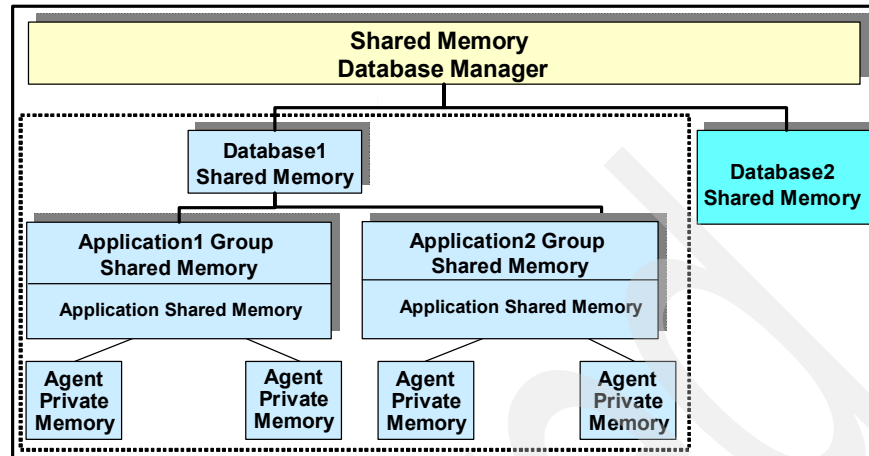 Shared Memory
Database Manager
Database1
Shared Memory
Database2
Shared Memory
Application1 Group
Shared Memory
Application2 Group
Shared Memory
Application Shared Memory
Application Shared Memory
Agent
Private
Memory
Agent
Private
Memory
Agent
Private
Memory
Agent
Private
Memory